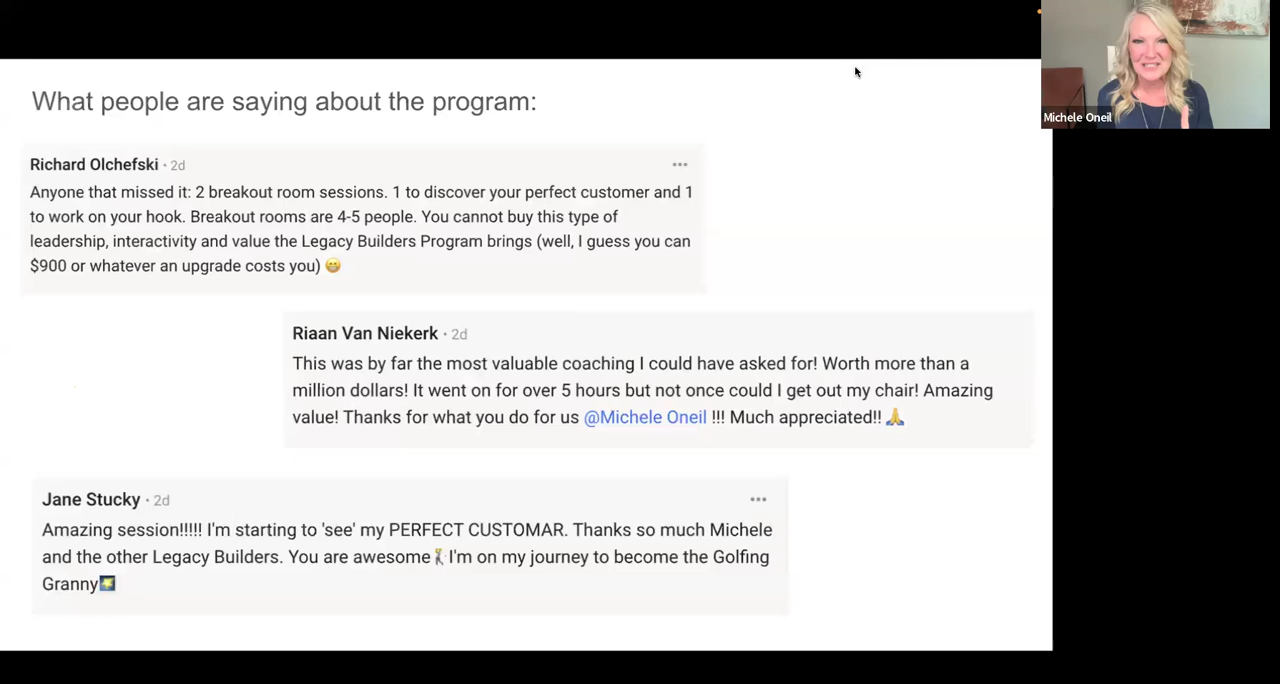 What people are saying about the program:
Michele Oneil
Richard Olchefski · 2d
Anyone that missed it: 2 breakout room sessions. 1 to discover your perfect customer and 1
to work on your hook. Breakout rooms are 4-5 people. You cannot buy this type of
leadership, interactivity and value the Legacy Builders Program brings (well, I guess you can
$900 or whatever an upgrade costs you) 😁
Riaan Van Niekerk · 2d
This was by far the most valuable coaching I could have asked for! Worth more than a
million dollars! It went on for over 5 hours but not once could I get out my chair! Amazing
value! Thanks for what you do for us @Michele Oneil !!! Much appreciated!! 🙏
Jane Stucky · 2d
Amazing session!!!!! I'm starting to 'see' my PERFECT CUSTOMAR. Thanks so much Michele
and the other Legacy Builders. You are awesome I'm on my journey to become the Golfing
Granny